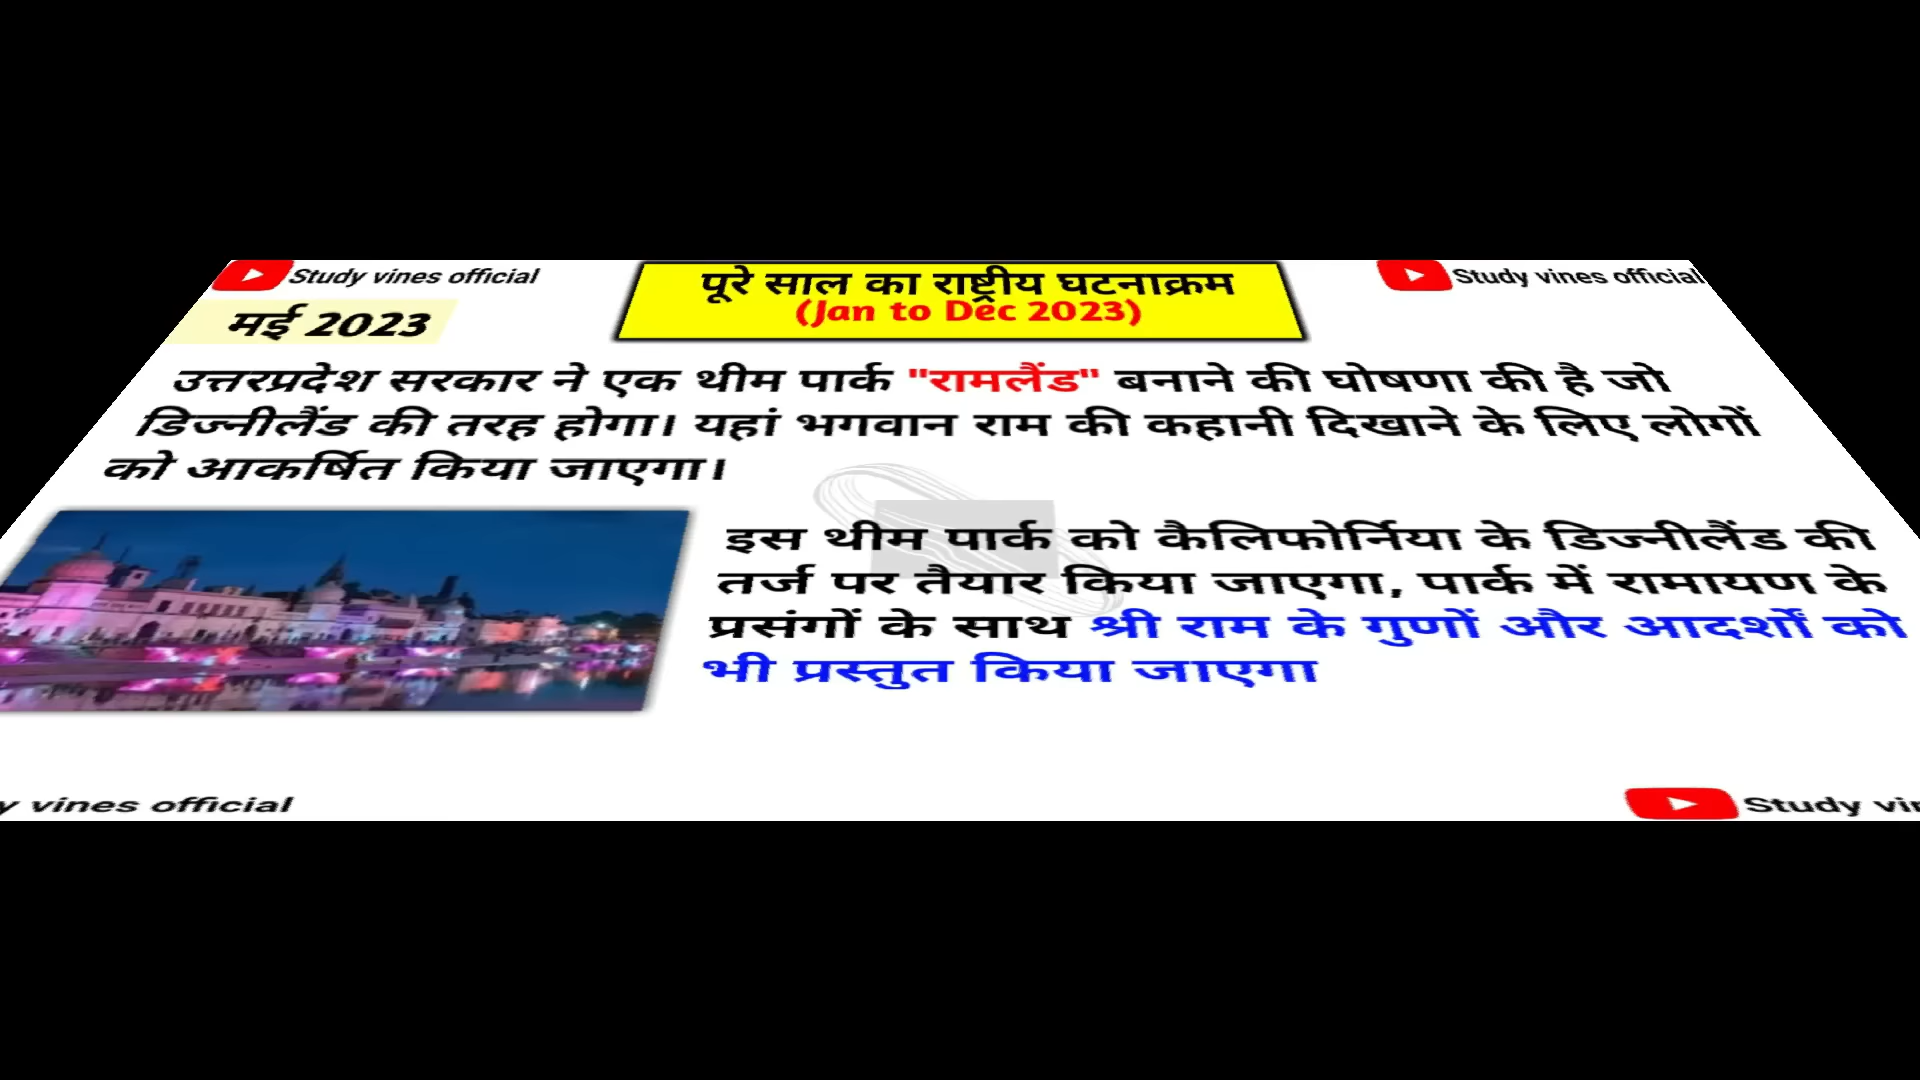 Study vines official
पूरे साल का राष्ट्रीय घटनाक्रम
(Jan to Dec 2023)
Study vines official
मई 2023
उत्तरप्रदेश सरकार ने एक थीम पार्क "रामलैंड" बनाने की घोषणा की है जो
डिज्नीलैंड की तरह होगा। यहां भगवान राम की कहानी दिखाने के लिए लोगों
को आकर्षित किया जाएगा।
इस थीम पार्क को कैलिफोर्निया के डिज्नीलैंड की
तर्ज पर तैयार किया जाएगा, पार्क में रामायण के
प्रसंगों के साथ श्री राम के गुणों और आदर्शों को
भी प्रस्तुत किया जाएगा
y vines official
Study vin